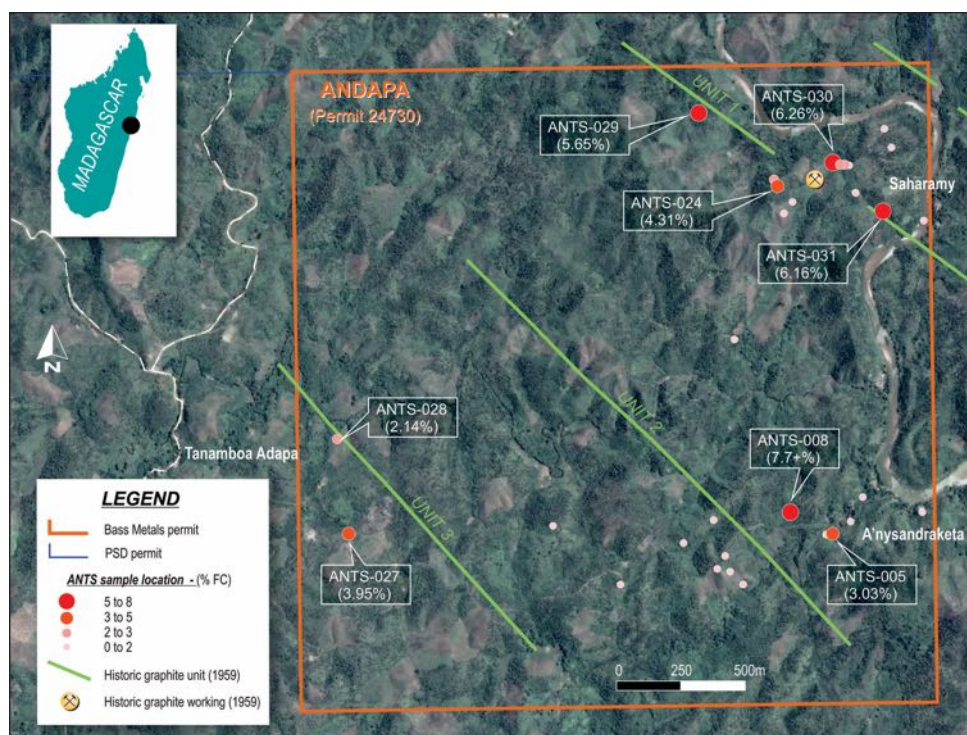 MADAGASCAR
ANDAPA
(Permit 24730)
UNIT 1
ANTS-030
(6.26%)
ANTS-029
(5.65%)
Saharamy
ANTS-024
(4.31%)
ANTS-031
(6.16%)
N
UNIT 2
ANTS-028
(2.14%)
Tanamboa Adapa
ANTS-008
(7.7+%)
UNIT 3
A'nysandraketa
ANTS-027
(3.95%)
ANTS-005
(3.03%)
LEGEND
Bass Metals permit
PSD permit
ANTS sample location - (% FC)
5 to 8
3 to 5
2 to 3
0 to 2
Historic graphite unit (1959)
Historic graphite working (1959)
0 250 500m